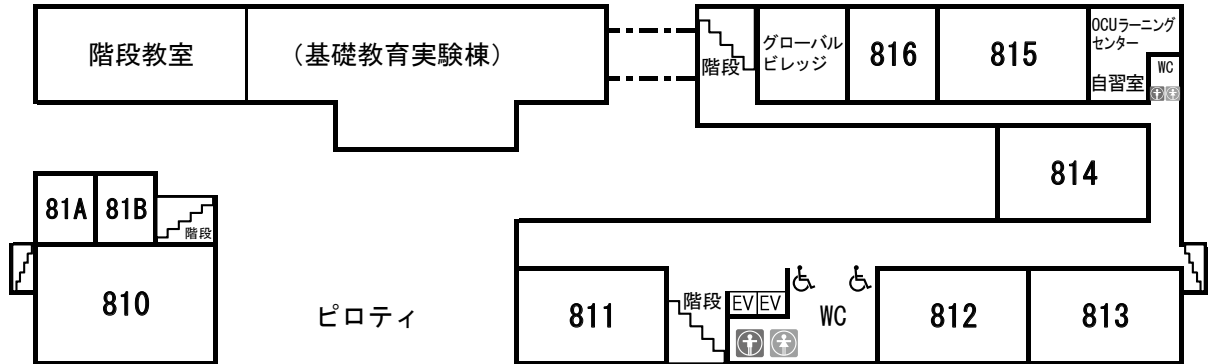 階段教室
（基礎教育実験棟）
階段
グローバル
ビレッジ
816
815
OCUラーニング
センター
自習室
WC
814
81A
81B
階段
810
ピロティ
811
階段
EV
EV
WC
812
813